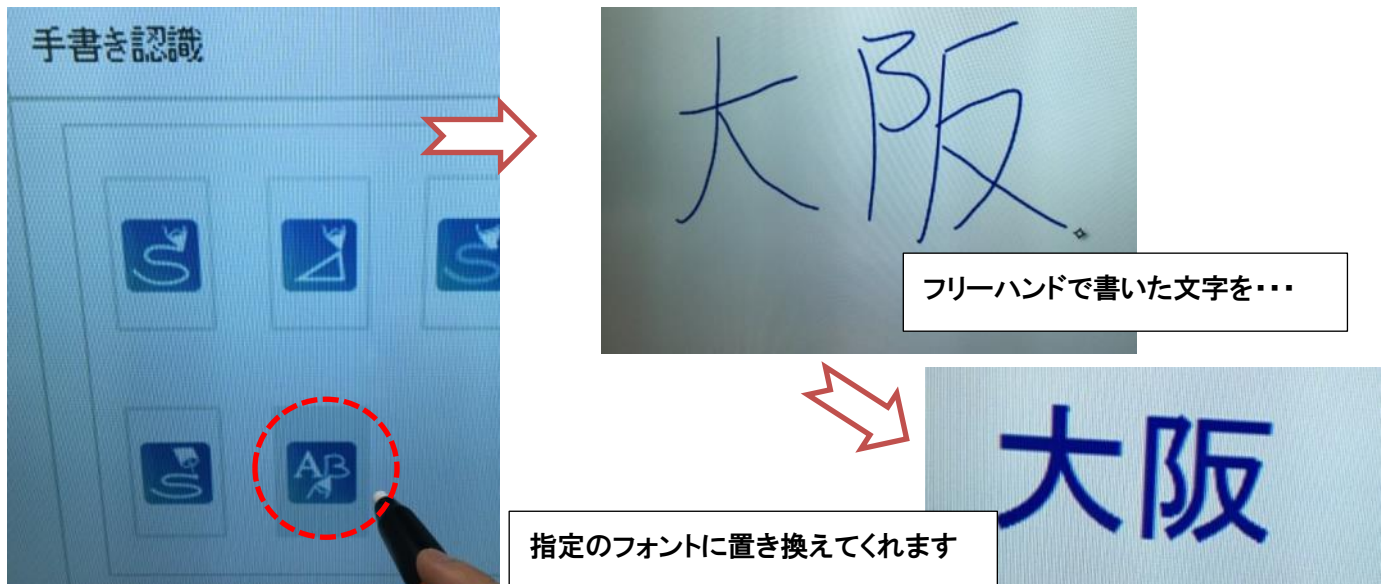 手書き認識
S
S
S
AB
大阪
フリーハンドで書いた文字を・・・
大阪
指定のフォントに置き換えてくれます